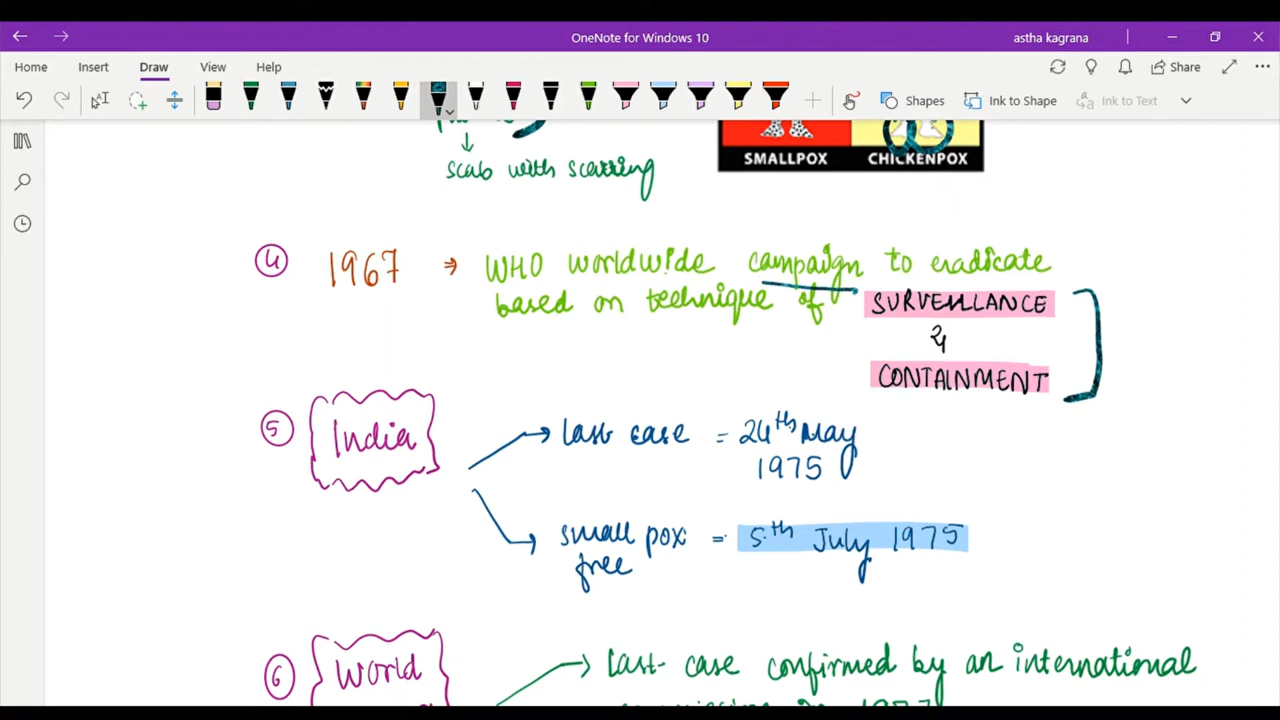 OneNote for Windows 10
astha kagrana
Home Insert Draw View Help
Share
Shapes
Ink to Shape
Ink to Text
scab with scarring
SMALLPOX CHICKENPOX
4 1967 → WHO worldwide campaign to eradicate
based on technique of SURVEILLANCE
&
CONTAINMENT
5 India → last case = 24th May
1975
→ small pox = 5th July 1975
free
6 World → last case confirmed by an international